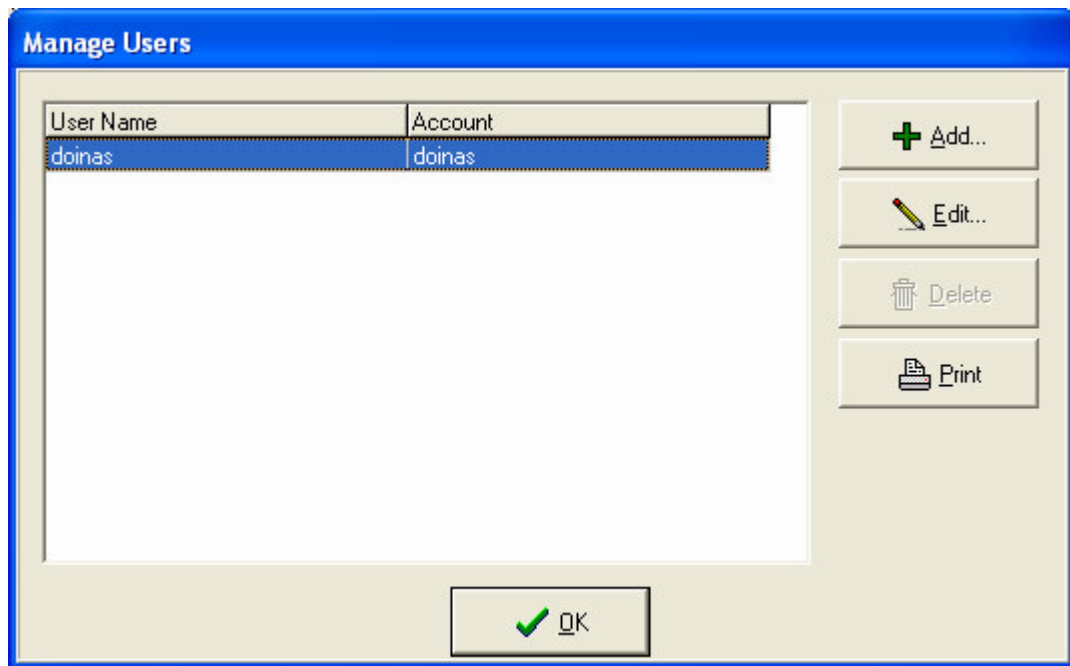 Manage Users
User Name Account
doinas doinas
Add...
Edit...
Delete
Print
OK